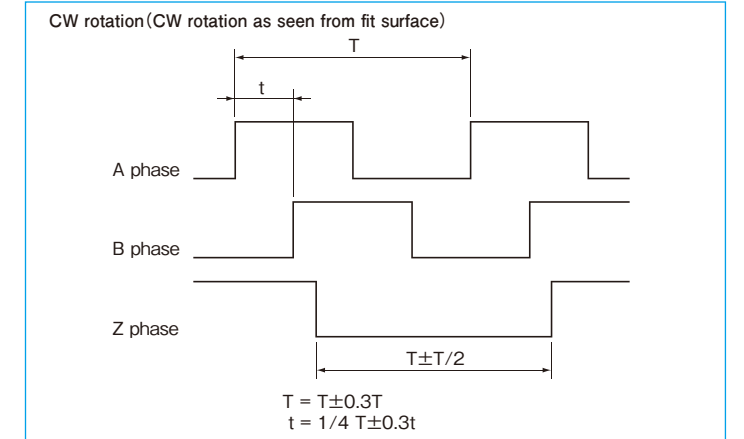 CW rotation(CW rotation as seen from fit surface)
T
t
A phase
B phase
Z phase
T±T/2
T = T±0.3T
t = 1/4 T±0.3t